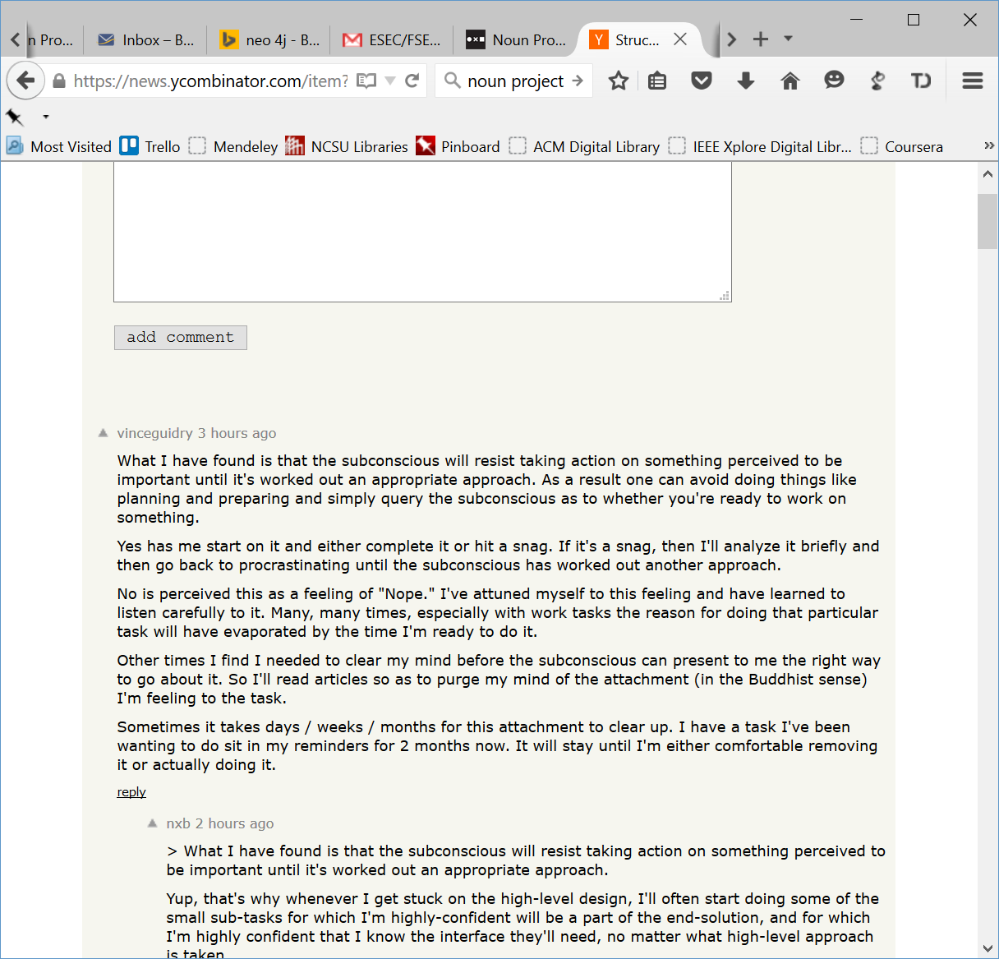 n Pro...
Inbox – B...
neo 4j - B...
ESEC/FSE...
Noun Pro...
Y
Struc...
https://news.ycombinator.com/item?
noun project
TD
Most Visited
Trello
Mendeley
NCSU Libraries
Pinboard
ACM Digital Library
IEEE Xplore Digital Libr...
Coursera
add comment
vinceguidry 3 hours ago
What I have found is that the subconscious will resist taking action on something perceived to be
important until it's worked out an appropriate approach. As a result one can avoid doing things like
planning and preparing and simply query the subconscious as to whether you're ready to work on
something.
Yes has me start on it and either complete it or hit a snag. If it's a snag, then I'll analyze it briefly and
then go back to procrastinating until the subconscious has worked out another approach.
No is perceived this as a feeling of "Nope." I've attuned myself to this feeling and have learned to
listen carefully to it. Many, many times, especially with work tasks the reason for doing that particular
task will have evaporated by the time I'm ready to do it.
Other times I find I needed to clear my mind before the subconscious can present to me the right way
to go about it. So I'll read articles so as to purge my mind of the attachment (in the Buddhist sense)
I'm feeling to the task.
Sometimes it takes days / weeks / months for this attachment to clear up. I have a task I've been
wanting to do sit in my reminders for 2 months now. It will stay until I'm either comfortable removing
it or actually doing it.
reply
nxb 2 hours ago
> What I have found is that the subconscious will resist taking action on something perceived to
be important until it's worked out an appropriate approach.
Yup, that's why whenever I get stuck on the high-level design, I'll often start doing some of the
small sub-tasks for which I'm highly-confident will be a part of the end-solution, and for which
I'm highly confident that I know the interface they'll need, no matter what high-level approach
is taken